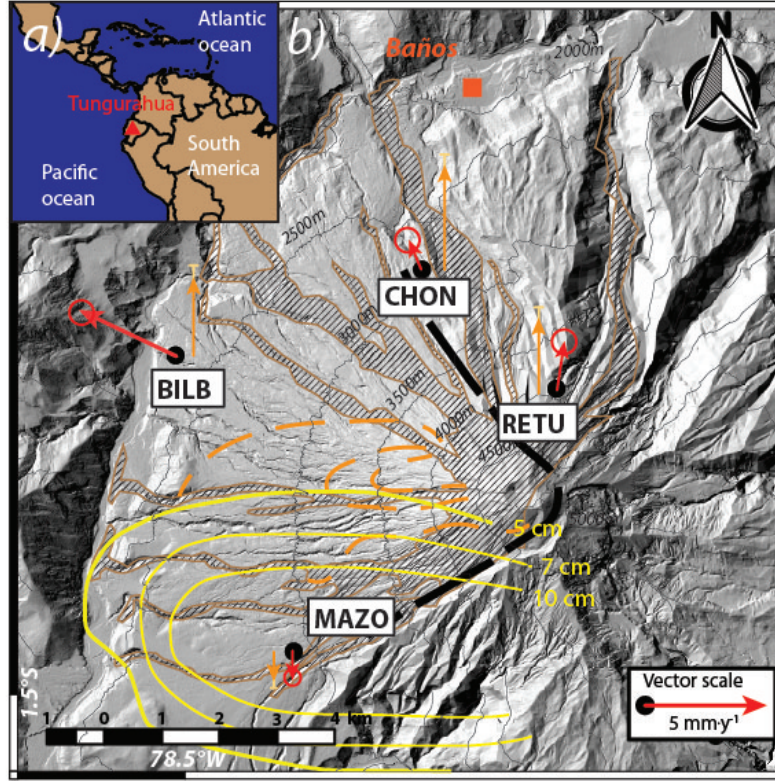 a)
Atlantic
ocean
Tungurahua
South
America
Pacific
ocean
b)
Baños
2000m
N
2500m
CHON
3000m
3500m
4000m
4500m
BILB
RETU
5 cm
7 cm
10 cm
MAZO
Vector scale
5 mm·y⁻¹
1.5°S
1 0 1 2 3 4 km
78.5°W